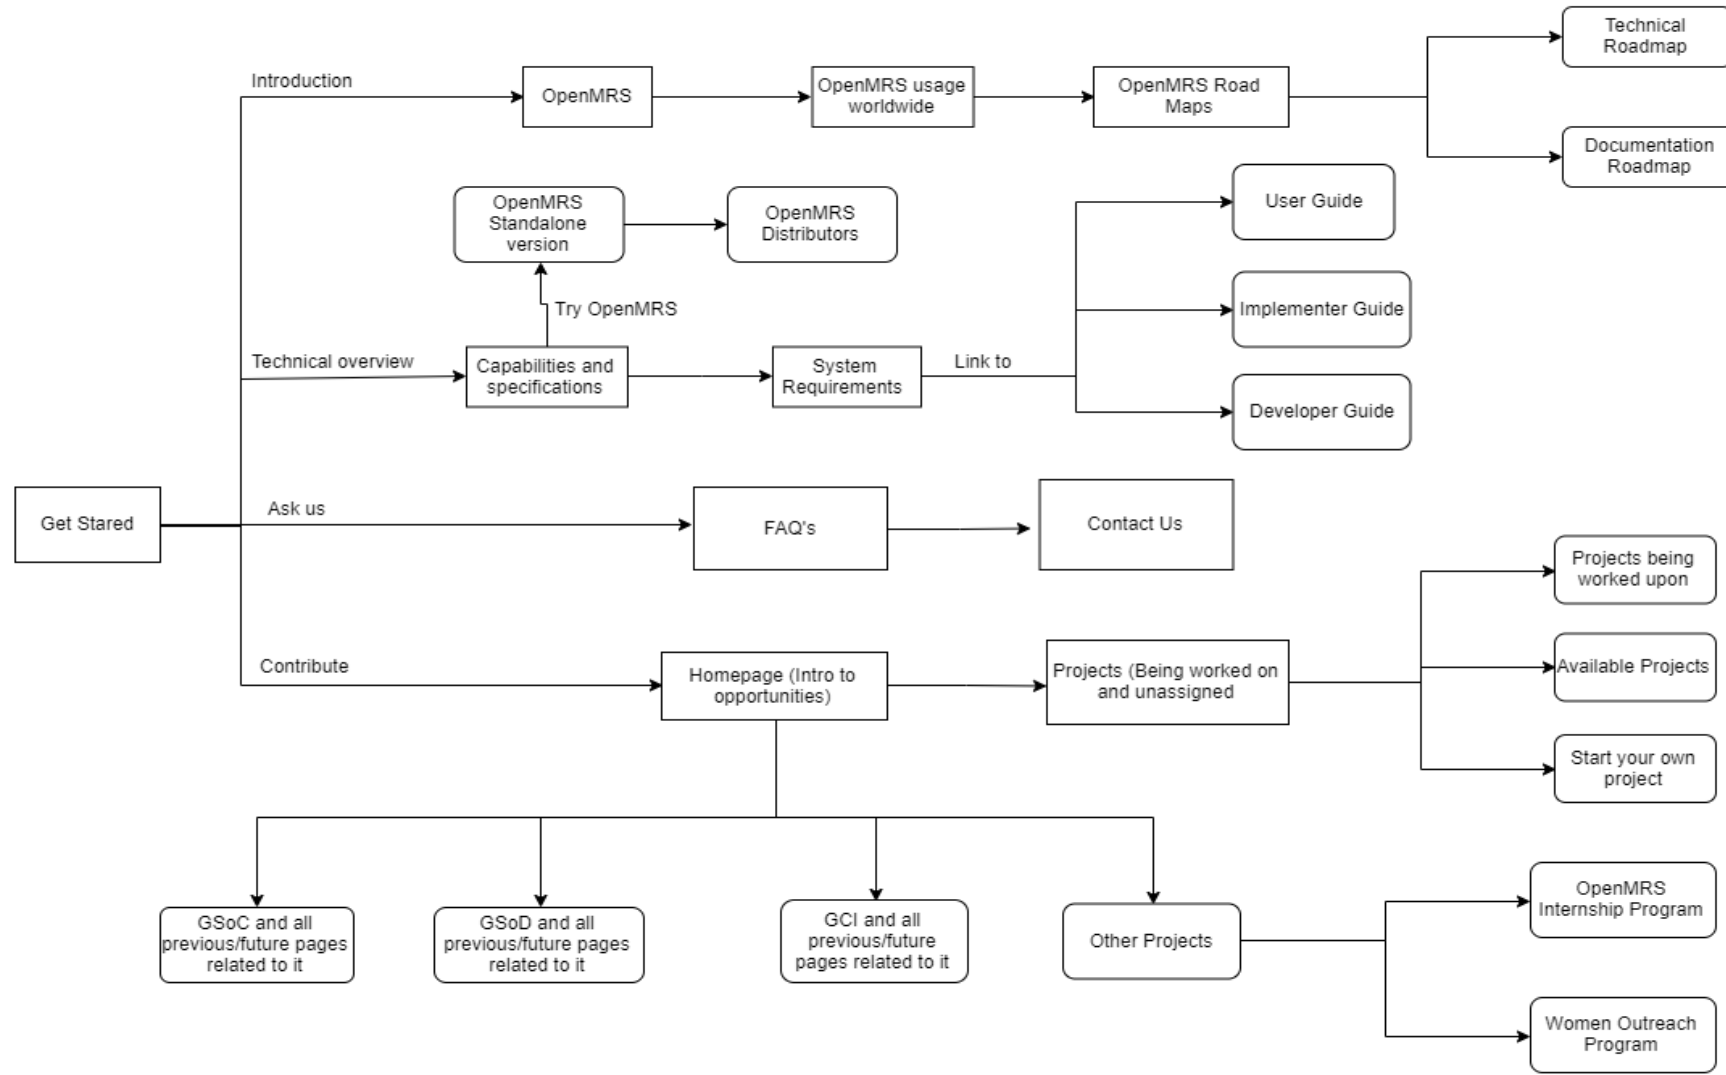 Technical
Roadmap
Introduction
OpenMRS
OpenMRS usage
worldwide
OpenMRS Road
Maps
Documentation
Roadmap
OpenMRS
Standalone
version
OpenMRS
Distributors
User Guide
Try OpenMRS
Implementer Guide
Technical overview
Capabilities and
specifications
System
Requirements
Link to
Developer Guide
Get Stared
Ask us
FAQ's
Contact Us
Projects being
worked upon
Contribute
Homepage (Intro to
opportunities)
Projects (Being worked on
and unassigned
Available Projects
Start your own
project
GSoC and all
previous/future pages
related to it
GSoD and all
previous/future pages
related to it
GCI and all
previous/future
pages related to it
Other Projects
OpenMRS
Internship Program
Women Outreach
Program